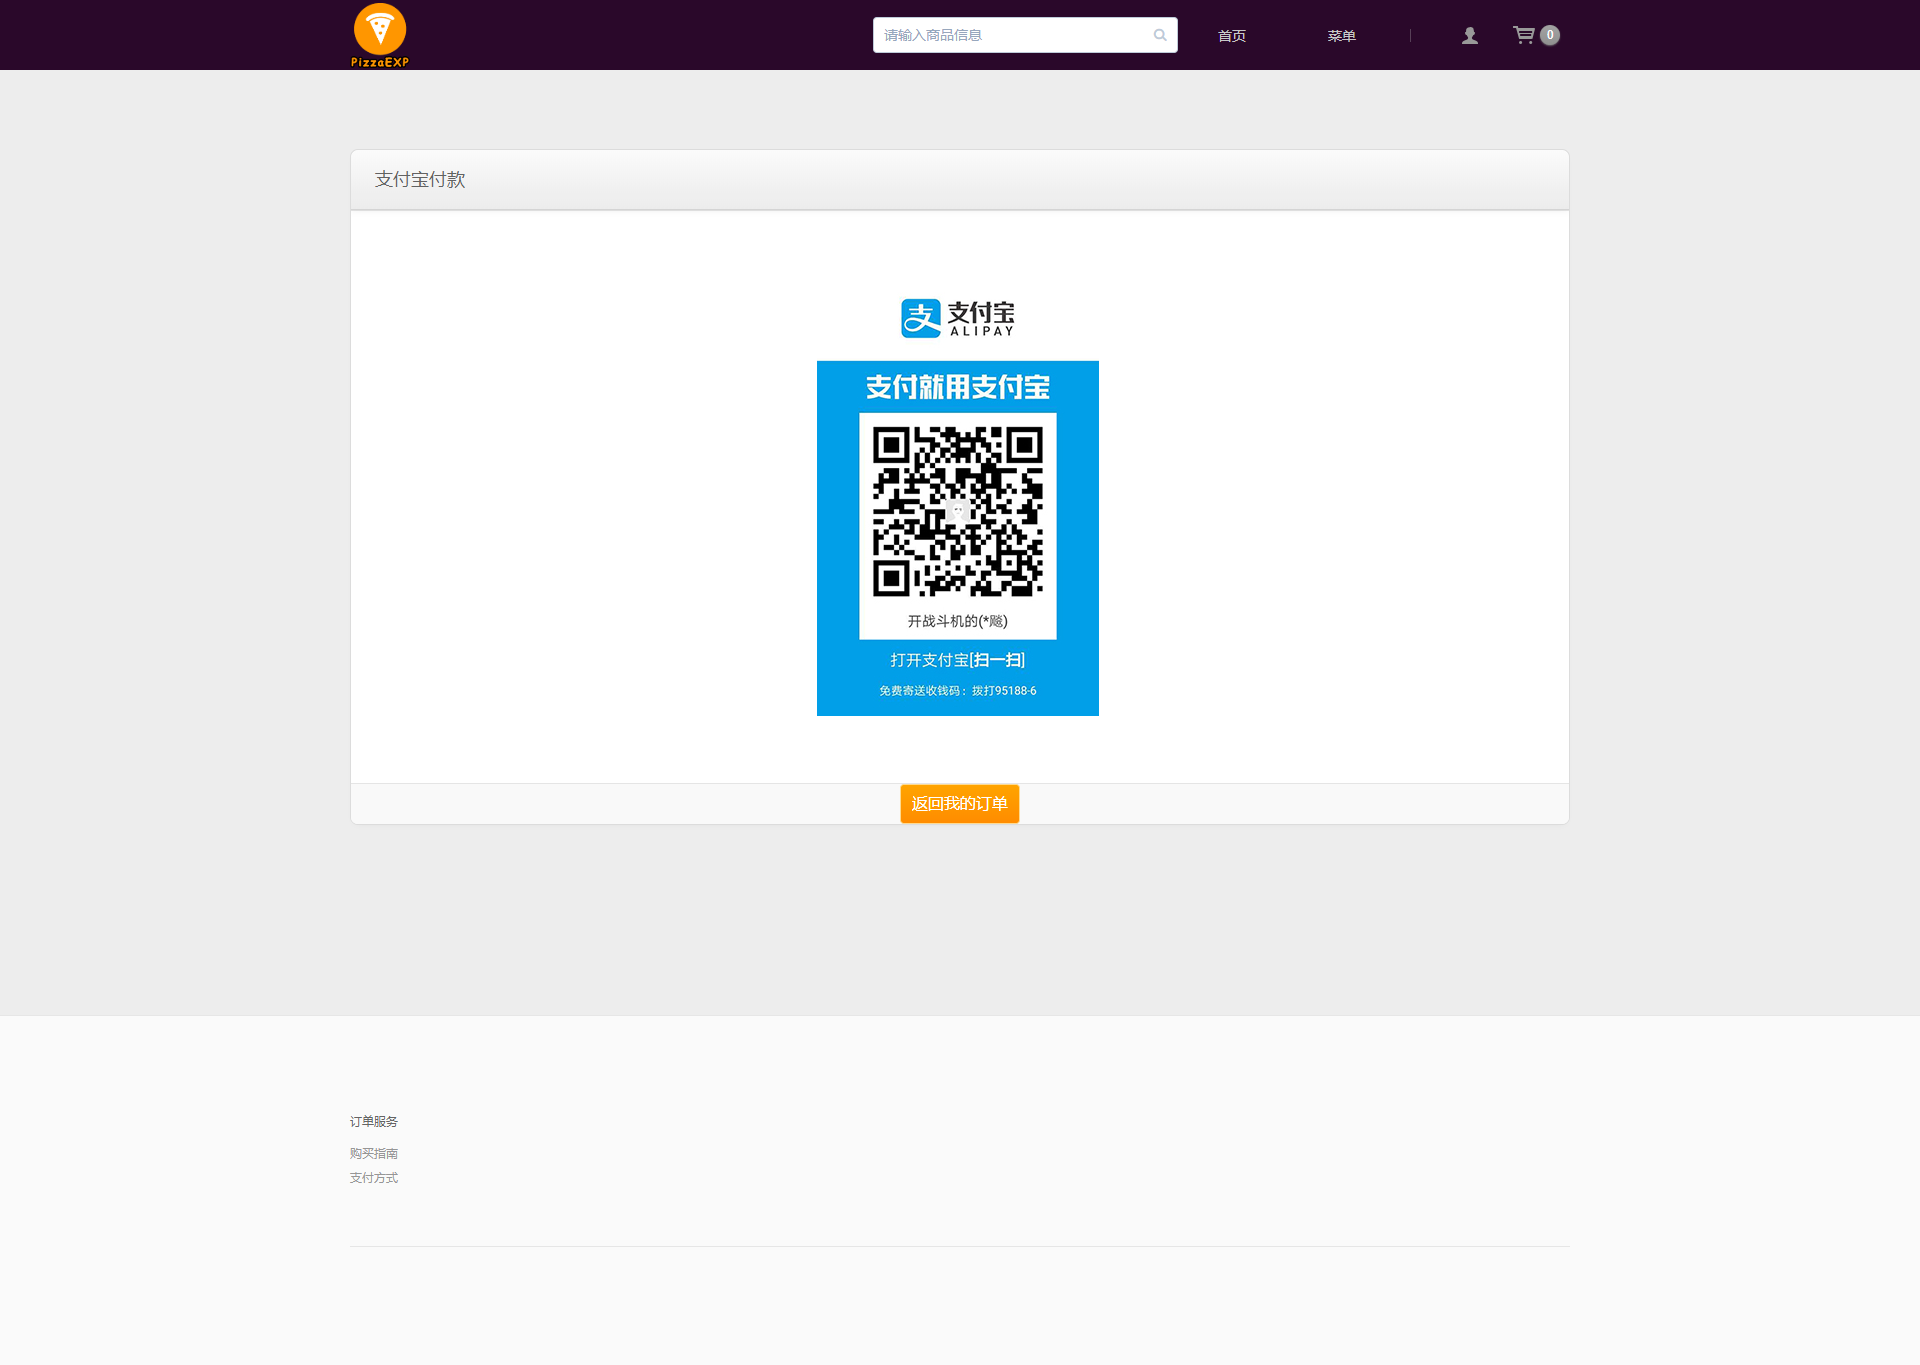 PizzaEXP
请输入商品信息
首页
菜单
0
支付宝付款
支 支付宝
ALIPAY
支付就用支付宝
开战斗机的(*飚)
打开支付宝[扫一扫]
免费寄送收钱码：拨打95188-6
返回我的订单
订单服务
购买指南
支付方式